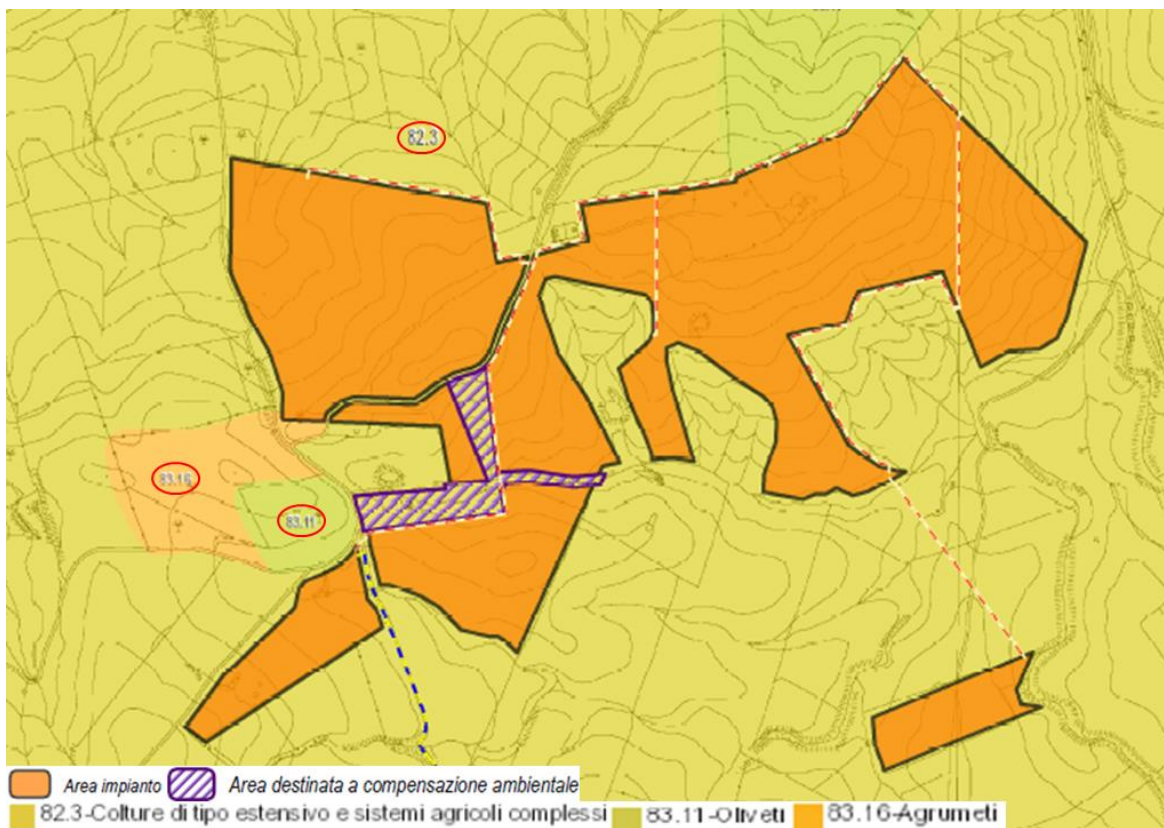 82.3
83.16
83.11
Area impianto Area destinata a compensazione ambientale
82.3-Colture di tipo estensivo e sistemi agricoli complessi 83.11-Oliveti 83.16-Agrumeti